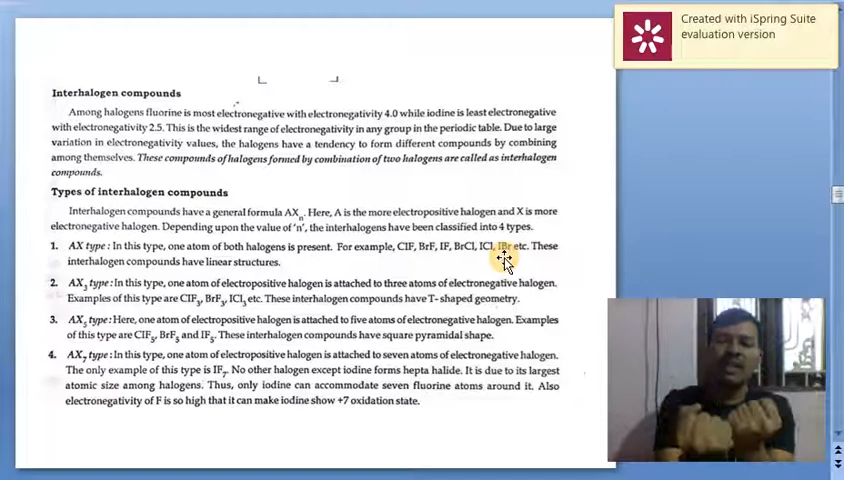 Created with iSpring Suite
evaluation version
Interhalogen compounds
Among halogens fluorine is most electronegative with electronegativity 4.0 while iodine is least electronegative
with electronegativity 2.5. This is the widest range of electronegativity in any group in the periodic table. Due to large
variation in electronegativity values, the halogens have a tendency to form different compounds by combining
among themselves. These compounds of halogens formed by combination of two halogens are called as interhalogen
compounds.
Types of interhalogen compounds
Interhalogen compounds have a general formula AXₙ. Here, A is the more electropositive halogen and X is more
electronegative halogen. Depending upon the value of 'n', the interhalogens have been classified into 4 types.
1. AX type : In this type, one atom of both halogens is present. For example, ClF, BrF, IF, BrCl, ICl, IBr etc. These
interhalogen compounds have linear structures.
2. AX₃ type : In this type, one atom of electropositive halogen is attached to three atoms of electronegative halogen.
Examples of this type are ClF₃, BrF₃, ICl₃ etc. These interhalogen compounds have T- shaped geometry.
3. AX₅ type : Here, one atom of electropositive halogen is attached to five atoms of electronegative halogen. Examples
of this type are ClF₅, BrF₅ and IF₅. These interhalogen compounds have square pyramidal shape.
4. AX₇ type : In this type, one atom of electropositive halogen is attached to seven atoms of electronegative halogen.
The only example of this type is IF₇. No other halogen except iodine forms hepta halide. It is due to its largest
atomic size among halogens. Thus, only iodine can accommodate seven fluorine atoms around it. Also
electronegativity of F is so high that it can make iodine show +7 oxidation state.